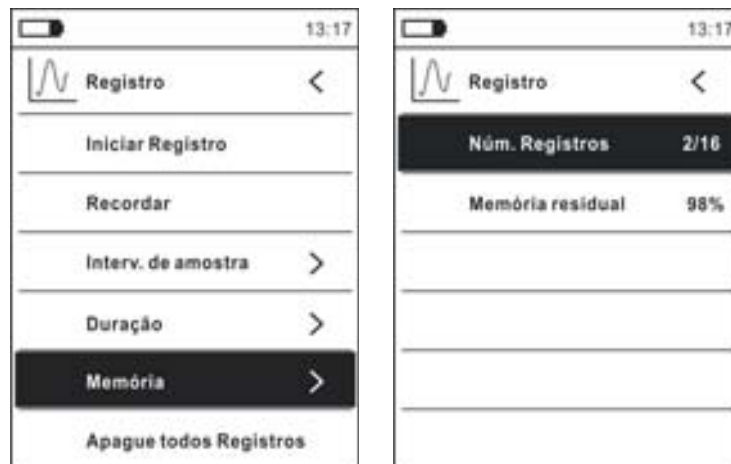 13:17
Registro
Iniciar Registro
Recordar
Interv. de amostra
Duração
Memória
Apague todos Registros
13:17
Registro
Núm. Registros 2/16
Memória residual 98%